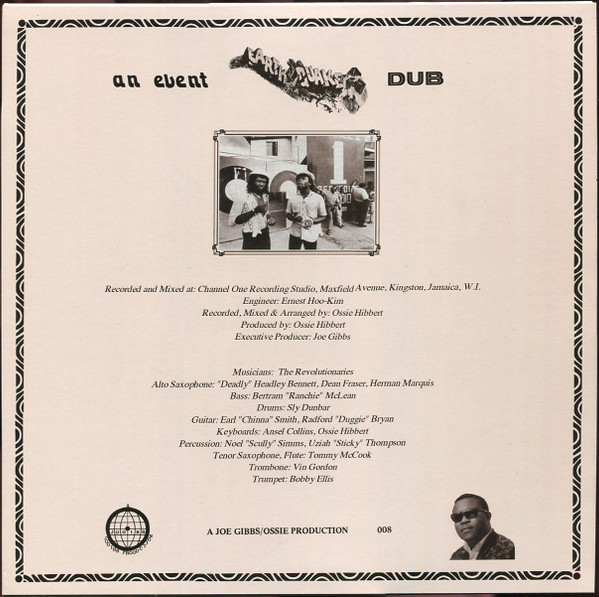 an event EARTHQUAKE DUB
1
Recorded and Mixed at: Channel One Recording Studio, Maxfield Avenue, Kingston, Jamaica, W.I.
Engineer: Ernest Hoo-Kim
Recorded, Mixed & Arranged by: Ossie Hibbert
Produced by: Ossie Hibbert
Executive Producer: Joe Gibbs
Musicians: The Revolutionaries
Alto Saxophone: "Deadly" Headley Bennett, Dean Fraser, Herman Marquis
Bass: Bertram "Ranchie" McLean
Drums: Sly Dunbar
Guitar: Earl "Chinna" Smith, Radford "Duggie" Bryan
Keyboards: Ansel Collins, Ossie Hibbert
Percussion: Noel "Scully" Simms, Uziah "Sticky" Thompson
Tenor Saxophone, Flute: Tommy McCook
Trombone: Vin Gordon
Trumpet: Bobby Ellis
A JOE GIBBS/OSSIE PRODUCTION 008